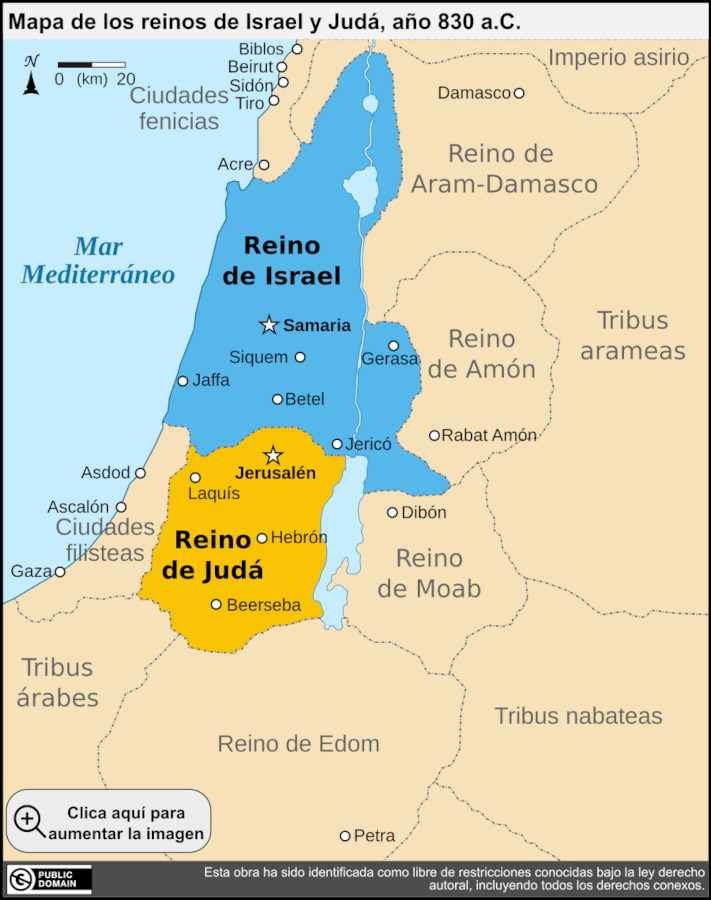 Mapa de los reinos de Israel y Judá, año 830 a.C.
N
0 (km) 20
Biblos
Beirut
Sidón
Tiro
Ciudades
fenicias
Imperio asirio
Damasco
Acre
Reino de
Aram-Damasco
Mar
Mediterráneo
Reino
de Israel
Samaria
Siquem
Gerasa
Reino
de Amón
Tribus
arameas
Jaffa
Betel
Jericó
Rabat Amón
Jerusalén
Asdod
Laquís
Ascalón
Ciudades
filisteas
Dibón
Reino
de Judá
Hebrón
Gaza
Reino
de Moab
Beerseba
Tribus
árabes
Tribus nabateas
Reino de Edom
Clica aquí para
aumentar la imagen
Petra
PUBLIC
DOMAIN
Esta obra ha sido identificada como libre de restricciones conocidas bajo la ley derecho
autoral, incluyendo todos los derechos conexos.